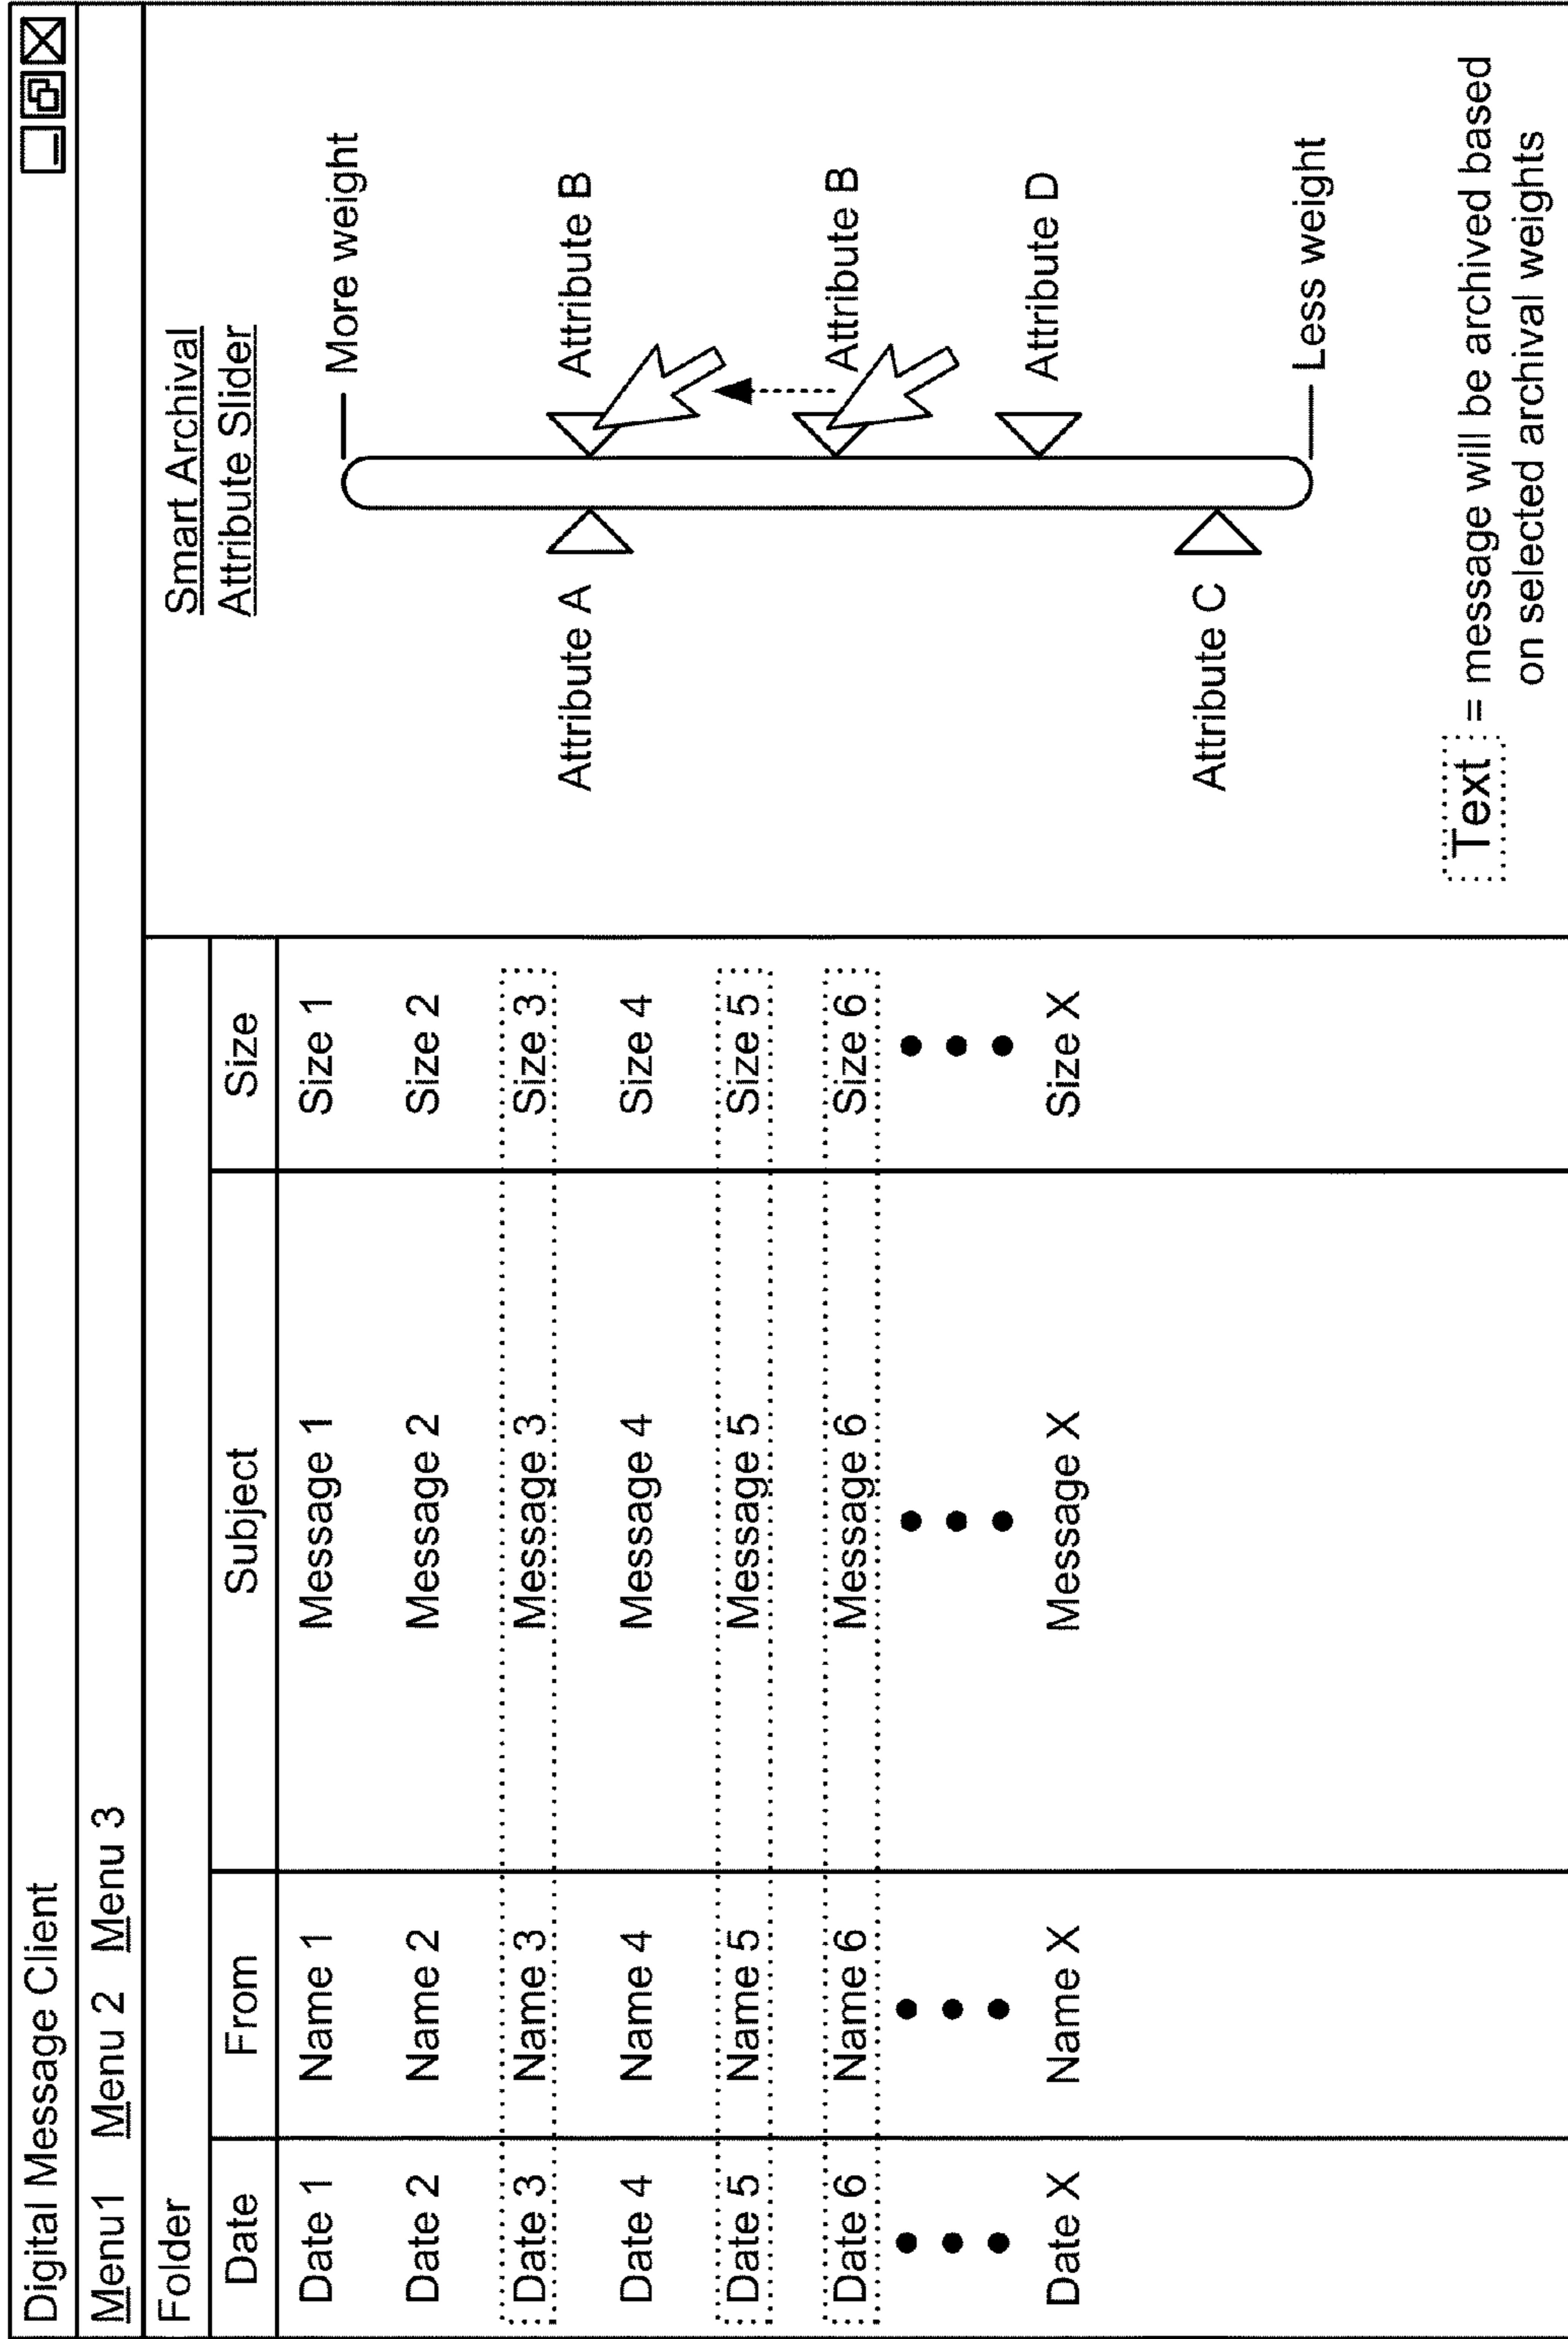 Digital Message Client
Menu1 Menu 2 Menu 3
Folder
Date From Subject Size
Date 1 Name 1 Message 1 Size 1
Date 2 Name 2 Message 2 Size 2
Date 3 Name 3 Message 3 Size 3
Date 4 Name 4 Message 4 Size 4
Date 5 Name 5 Message 5 Size 5
Date 6 Name 6 Message 6 Size 6
Date X Name X Message X Size X
Smart Archival
Attribute Slider
More weight
Attribute A Attribute B
Attribute B
Attribute D
Attribute C
Less weight
Text = message will be archived based
on selected archival weights